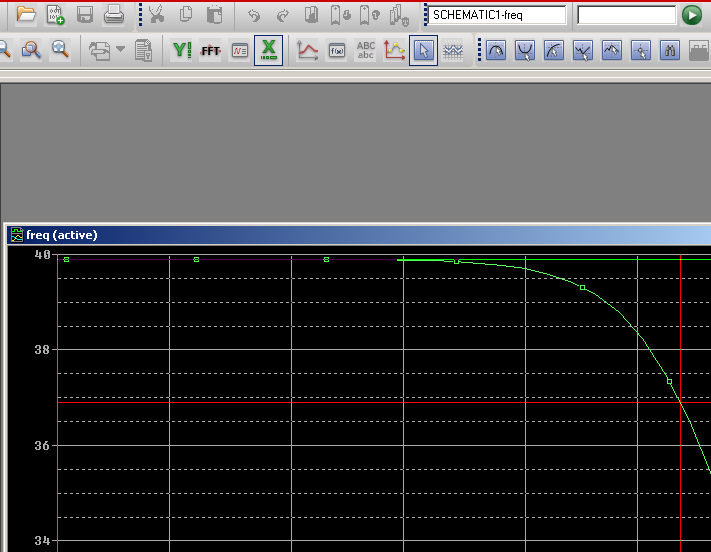 SCHEMATIC1-freq
Y! FFT N= X f(x) ABC
abc
freq (active)
40
38
36
34